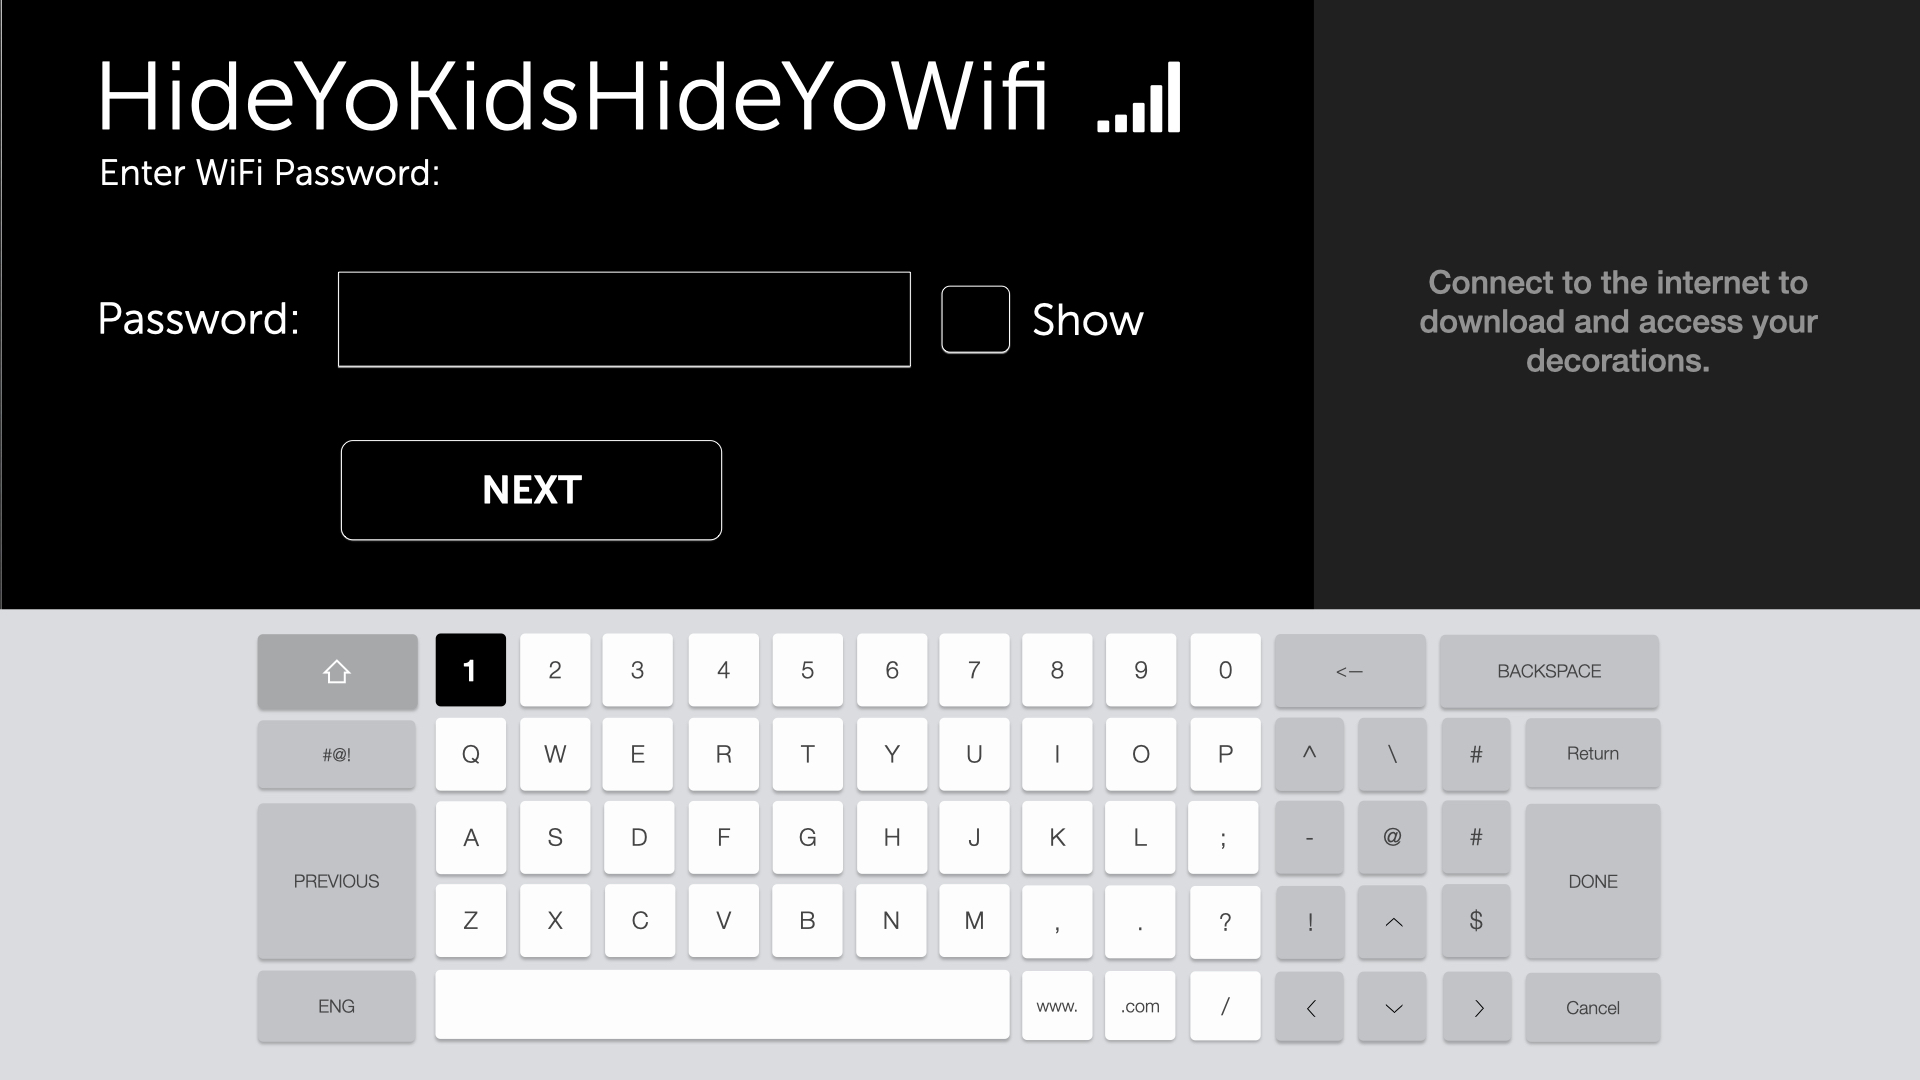 HideYoKidsHideYoWifi
Enter WiFi Password:
Password: Show
NEXT
Connect to the internet to
download and access your
decorations.
1 2 3 4 5 6 7 8 9 0 <— BACKSPACE
#@! Q W E R T Y U I O P ^ \ # Return
A S D F G H J K L ; - @ #
PREVIOUS DONE
Z X C V B N M , . ? ! $
ENG www. .com / Cancel